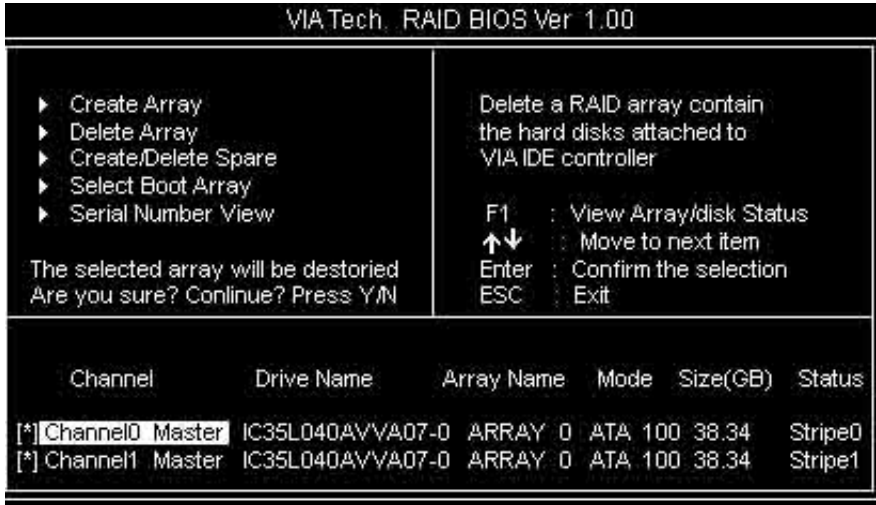 VIA Tech. RAID BIOS Ver 1.00
Create Array
Delete Array
Create/Delete Spare
Select Boot Array
Serial Number View
The selected array will be destoried
Are you sure? Continue? Press Y/N
Delete a RAID array contain
the hard disks attached to
VIA IDE controller
F1 : View Array/disk Status
↑↓ : Move to next item
Enter : Confirm the selection
ESC : Exit
Channel Drive Name Array Name Mode Size(GB) Status
[*] Channel0 Master IC35L040AVVA07-0 ARRAY 0 ATA 100 38.34 Stripe0
[*] Channel1 Master IC35L040AVVA07-0 ARRAY 0 ATA 100 38.34 Stripe1